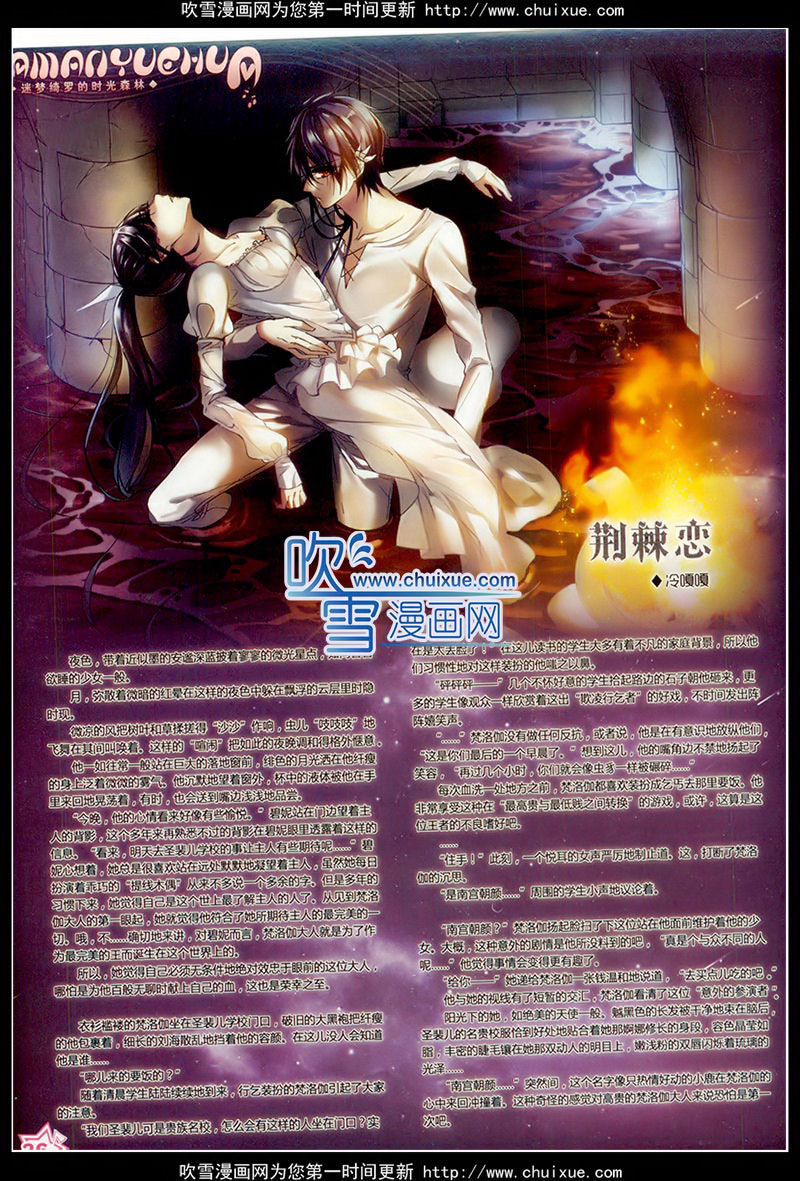 吹雪漫画网为您第一时间更新 http://www.chuixue.com
AMANYUEHUA
◆迷梦绮罗的时光森林◆
荆棘恋
◆冷嘎嘎
吹雪漫画网
www.chuixue.com
夜色，带着近似墨的安谧深蓝披着寥寥的微光星点，
欲睡的少女一般。
月，弥散着微暗的红晕在这样的夜色中躲在飘浮的云层里时隐
时现。
微凉的风把树叶和草揉搓得“沙沙”作响，虫儿“吱吱吱”地
飞舞在其间叫唤着。这样的“喧闹”把如此的夜晚调和得格外惬意。
他一如往常一般站在巨大的落地窗前，绯色的月光洒在他纤瘦
的身上泛着微微的雾气。他沉默地望着窗外，杯中的液体被他在手
里来回地晃荡着，有时，也会送到嘴边浅浅地品尝。
“今晚，他的心情看来好像有些愉悦。”碧妮站在门边望着主
人的背影，这个多年来再熟悉不过的背影在碧妮眼里透露着这样的
信息。“看来，明天去圣裴儿学校的事让主人有些期待呢……”碧
妮心想着，她总是很喜欢站在远处默默地凝望着主人，虽然她每日
扮演着乖巧的“提线木偶”从来不多说一个多余的字。但是多年的
习惯下来，她觉得自己是这个世上最了解主人的人了。从见到梵洛
伽大人的第一眼起，她就觉得他符合了她所期待主人的最完美的一
切。哦，不……确切地来讲，对碧妮而言，梵洛伽大人就是为了作
为最完美的王而诞生在这个世界上的。
所以，她觉得自己必须无条件地绝对效忠于眼前的这位大人，
哪怕是为他百般无聊时献上自己的血，这也是荣幸之至。
衣衫褴褛的梵洛伽坐在圣裴儿学校门口，破旧的大黑袍把纤瘦
的他包裹着，细长的刘海散乱地挡着他的容颜。在这儿没人会知道
他是谁……
“哪儿来的要饭的？”
随着清晨学生陆陆续续地到来，行乞装扮的梵洛伽引起了大家
的注意。
“我们圣裴儿可是贵族名校，怎么会有这样的人坐在门口？实
在是太丢脸了！”在这儿读书的学生大多有着不凡的家庭背景，所以他
们习惯性地对这样装扮的他嗤之以鼻。
“砰砰砰——”几个不怀好意的学生拾起路边的石子朝他砸来，更
多的学生像观众一样欣赏着这出“欺凌行乞者”的好戏，不时间发出阵
阵嬉笑声。
“……”梵洛伽没有做任何反抗，或者说，他是在有意识地放纵他们，
“这是你们最后的一个早晨了。”想到这儿，他的嘴角边不禁地扬起了
笑容，“再过几个小时，你们就会像虫豸一样被碾碎……”
每次血洗一处地方之前，梵洛伽都喜欢装扮成乞丐去那里要饭。他
非常享受这种在“最高贵与最低贱之间转换”的游戏，或许，这算是这
位王者的不良嗜好吧。
……
“住手！”此刻，一个悦耳的女声严厉地制止道。这，打断了梵洛
伽的沉思。
“是南宫朝颜……”周围的学生小声地议论着。
“南宫朝颜？”梵洛伽扬起脸扫了下这位站在他面前维护着他的少
女。大概，这种意外的剧情是他所没料到的吧，“真是个与众不同的人
呢……”他觉得事情会变得更有趣了。
“给你——”她递给梵洛伽一张钱温和地说道，“去买点儿吃的吧。”
他与她的视线有了短暂的交汇，梵洛伽看清了这位“意外的参演者”。
阳光下的她，如绝美的天使一般。黝黑色的长发被干净地束在脑后，
圣裴儿的名贵校服恰到好处地贴合着她那婀娜修长的身段，容色晶莹如
脂，丰密的睫毛镶在她那双动人的明目上，嫩浅粉的双唇闪烁着琉璃的
光泽……
“南宫朝颜……”突然间，这个名字像只热情好动的小鹿在梵洛伽的
心中来回冲撞着。这种奇怪的感觉对高贵的梵洛伽大人来说恐怕是第一
次吧。
26
吹雪漫画网为您第一时间更新 http://www.chuixue.com